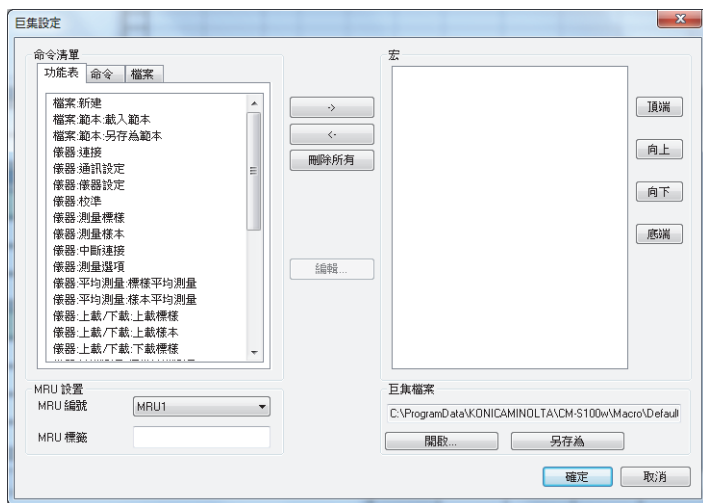 巨集設定
命令清單
功能表 命令 檔案
檔案:新建
檔案:範本:載入範本
檔案:範本:另存為範本
儀器:連接
儀器:通訊設定
儀器:儀器設定
儀器:校準
儀器:測量標樣
儀器:測量樣本
儀器:中斷連接
儀器:測量選項
儀器:平均測量:標樣平均測量
儀器:平均測量:樣本平均測量
儀器:上載/下載:上載標樣
儀器:上載/下載:上載樣本
儀器:上載/下載:下載標樣
->
<-
刪除所有
編輯...
宏
頂端
向上
向下
底端
MRU 設置
MRU 編號 MRU1
MRU 標籤
巨集檔案
C:\ProgramData\KONICAMINOLTA\CM-S100w\Macro\Default
開啟... 另存為
確定 取消